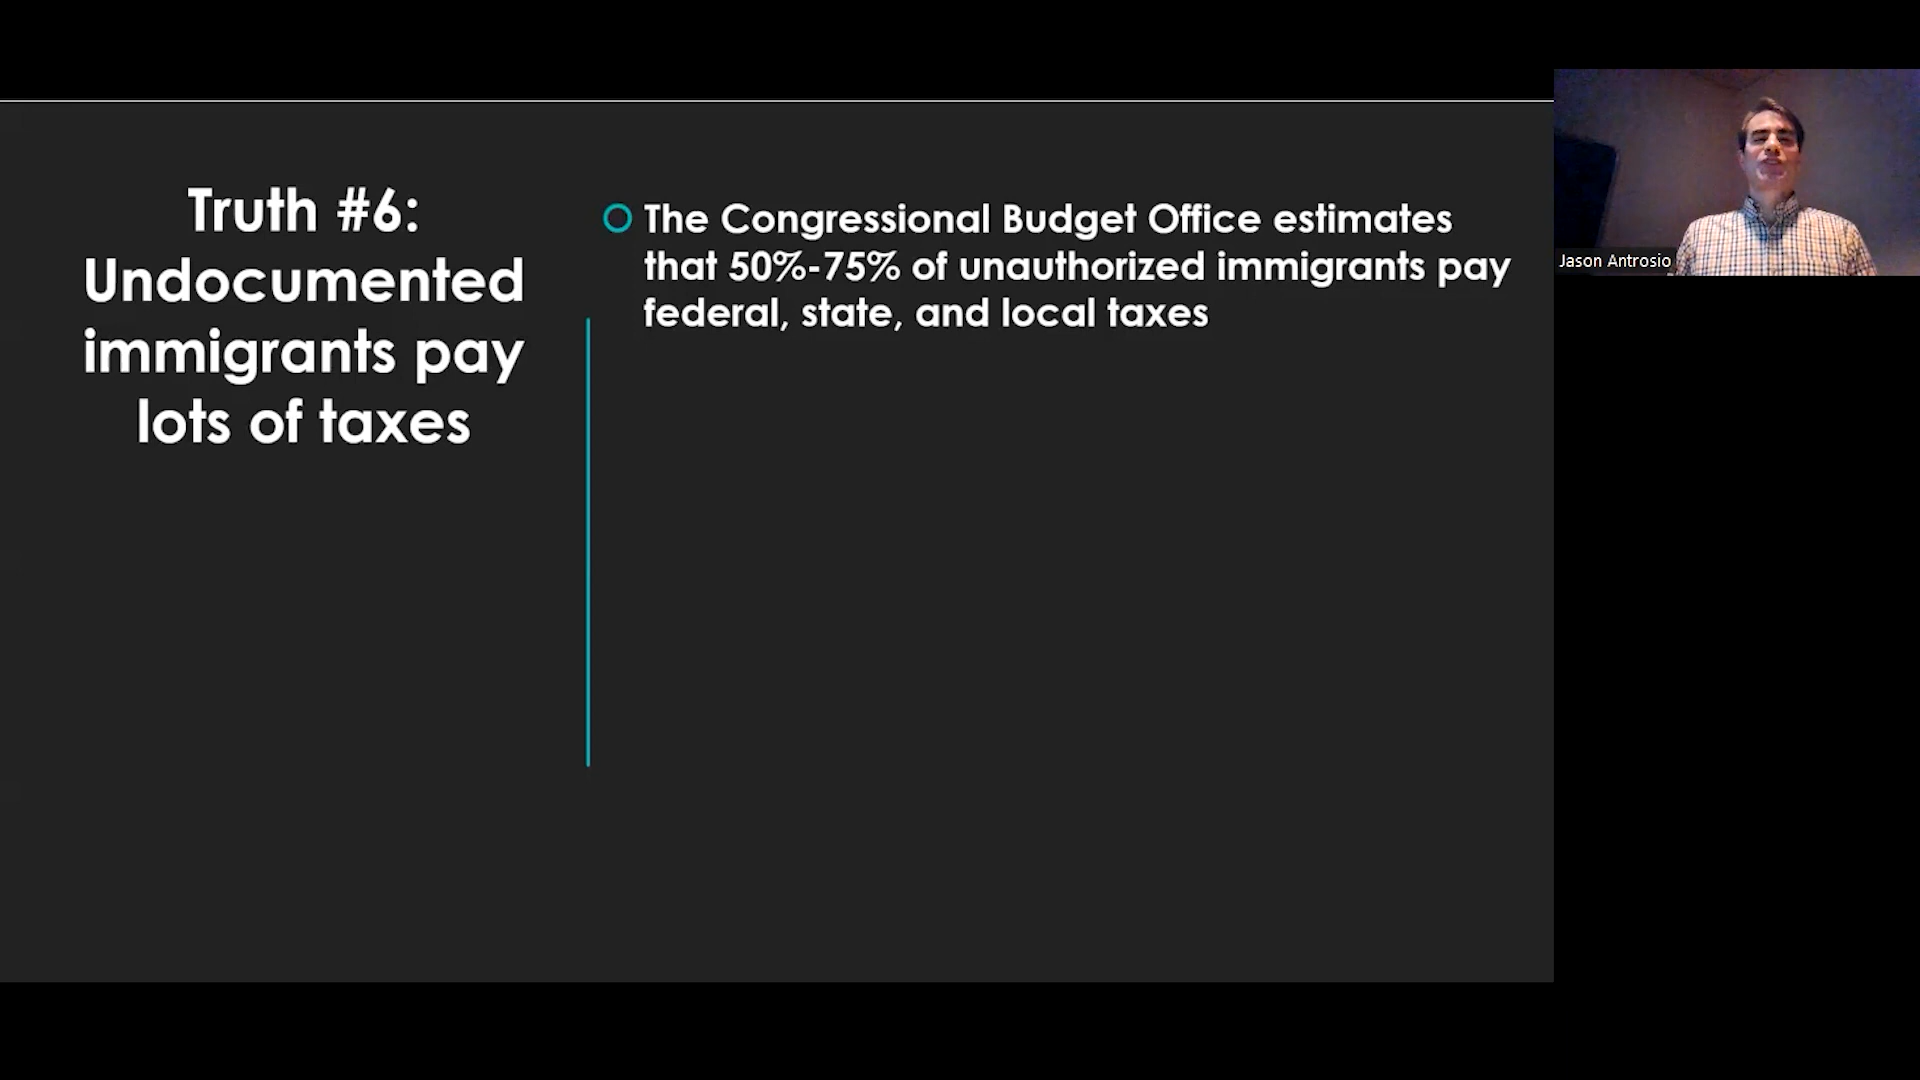 Truth #6:
Undocumented
immigrants pay
lots of taxes
The Congressional Budget Office estimates
that 50%-75% of unauthorized immigrants pay
federal, state, and local taxes
Jason Antrosio